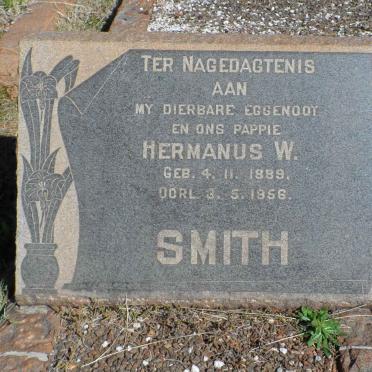 TER NAGEDAGTENIS
AAN
MY DIERBARE EGGENOOT
EN ONS PAPPIE
HERMANUS W.
GEB. 4. 11. 1889.
OORL. 3. 5. 1956.
SMITH